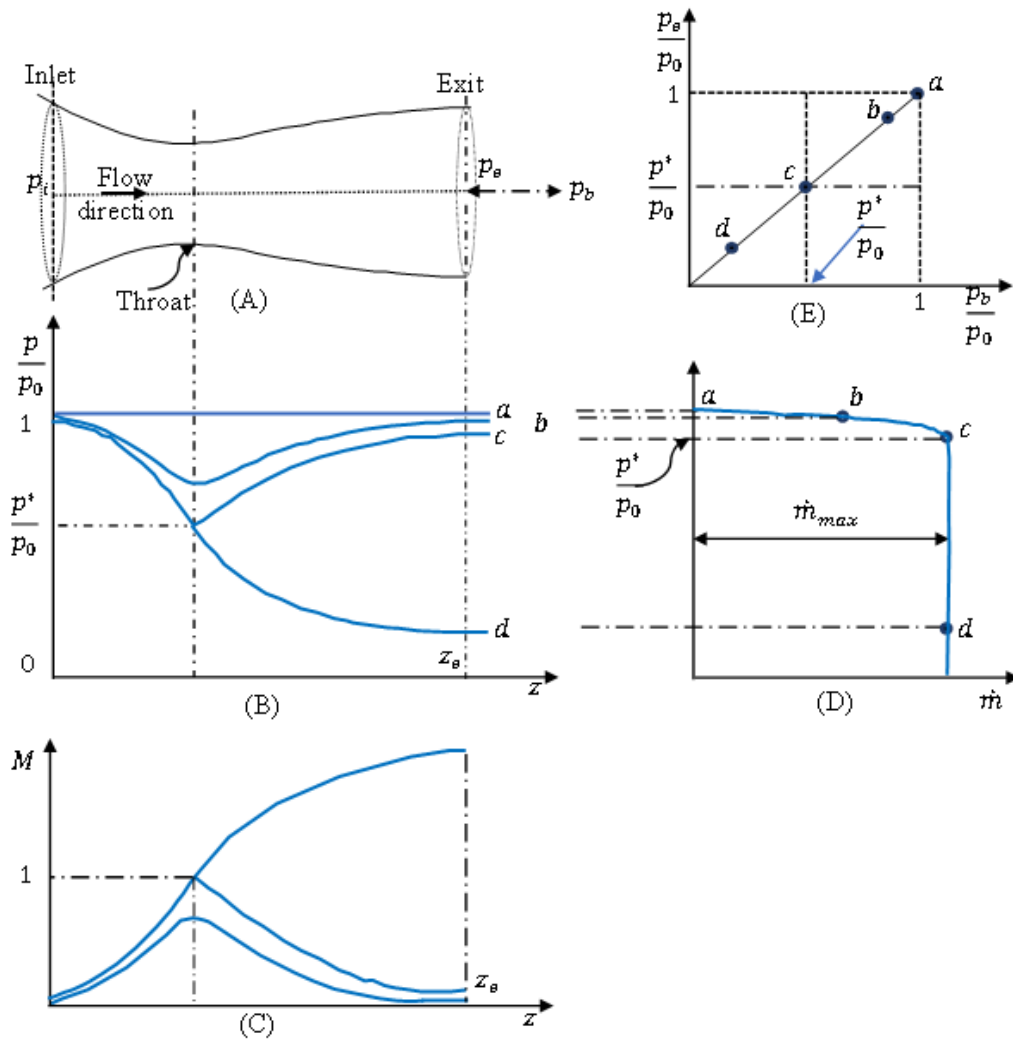 Inlet
Exit
p_i
Flow
direction
p_e
p_b
Throat
(A)
p_e
p_0
1
a
b
c
d
p*
p_0
p*
p_0
1
p_b
p_0
(E)
p
p_0
1
p*
p_0
0
a
b
c
d
z_e
z
(B)
a
b
c
d
p*
p_0
ṁ_max
ṁ
(D)
M
1
z_e
z
(C)